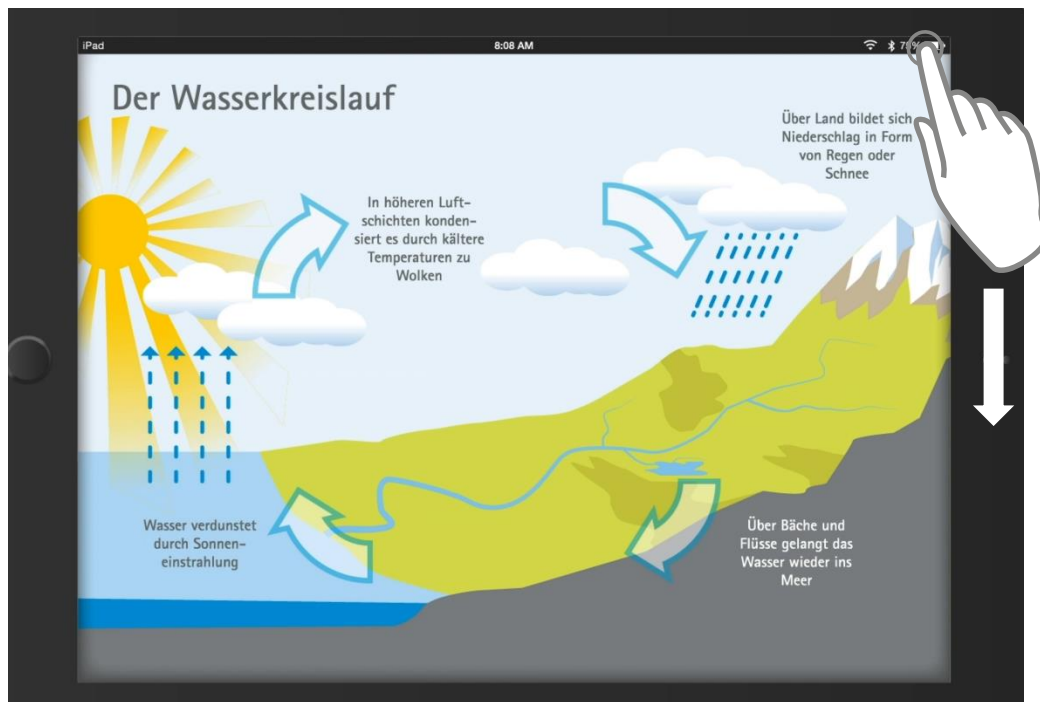 iPad
8:08 AM
Der Wasserkreislauf
Über Land bildet sich
Niederschlag in Form
von Regen oder
Schnee
In höheren Luft-
schichten konden-
siert es durch kältere
Temperaturen zu
Wolken
Wasser verdunstet
durch Sonnen-
einstrahlung
Über Bäche und
Flüsse gelangt das
Wasser wieder ins
Meer